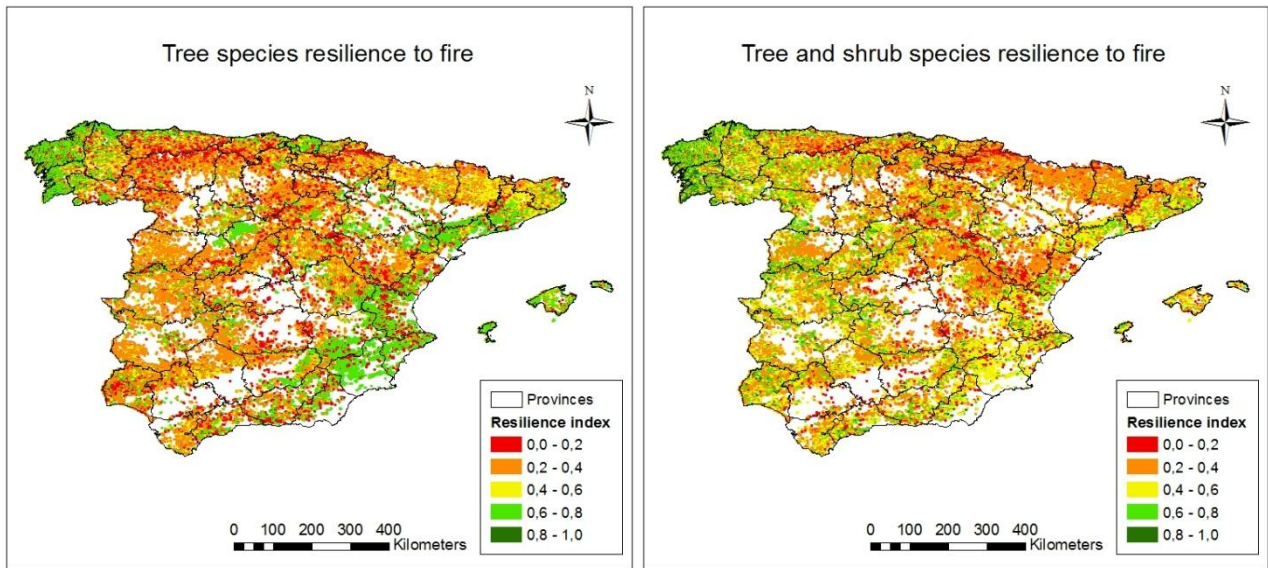 Tree species resilience to fire
N
Provinces
Resilience index
0,0 - 0,2
0,2 - 0,4
0,4 - 0,6
0,6 - 0,8
0,8 - 1,0
0 100 200 300 400
Kilometers
Tree and shrub species resilience to fire
N
Provinces
Resilience index
0,0 - 0,2
0,2 - 0,4
0,4 - 0,6
0,6 - 0,8
0,8 - 1,0
0 100 200 300 400
Kilometers